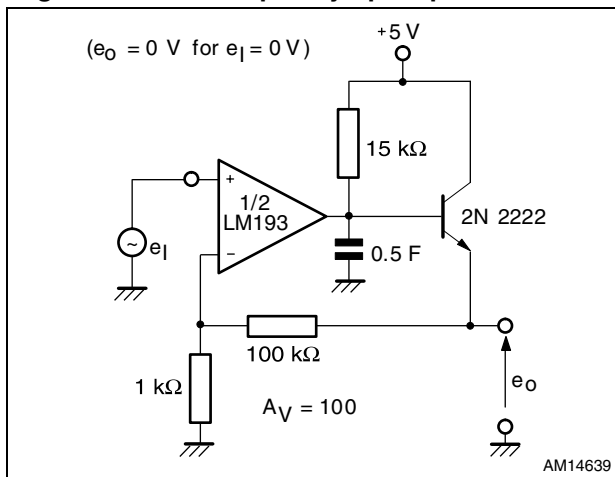 (eo = 0 V for eI = 0 V)
+5 V
15 kΩ
+
1/2
LM193
−
2N 2222
~
eI
0.5 F
100 kΩ
1 kΩ
AV = 100
eo
AM14639